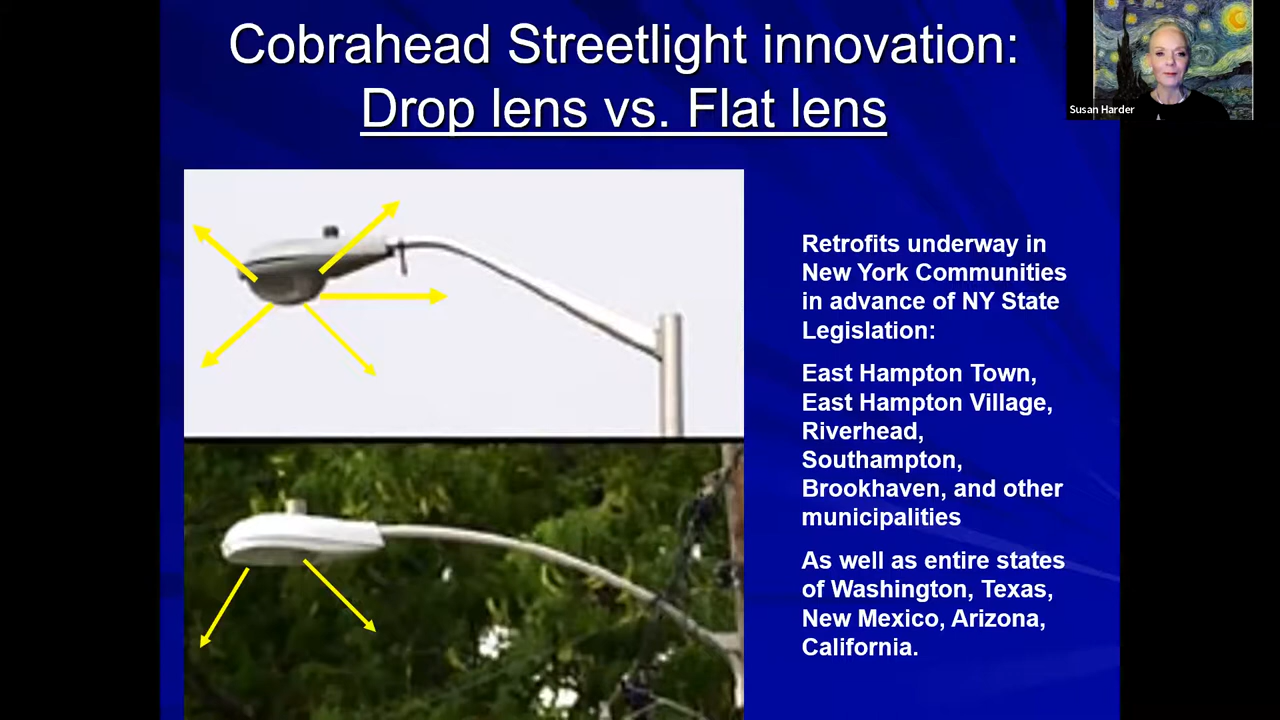 Cobrahead Streetlight innovation:
Drop lens vs. Flat lens
Susan Harder
Retrofits underway in
New York Communities
in advance of NY State
Legislation:
East Hampton Town,
East Hampton Village,
Riverhead,
Southampton,
Brookhaven, and other
municipalities
As well as entire states
of Washington, Texas,
New Mexico, Arizona,
California.